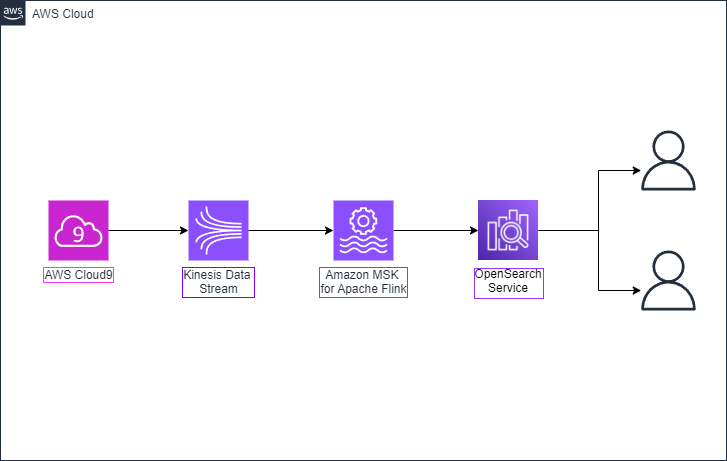 aws
AWS Cloud
9
AWS Cloud9
Kinesis Data
Stream
Amazon MSK
for Apache Flink
OpenSearch
Service